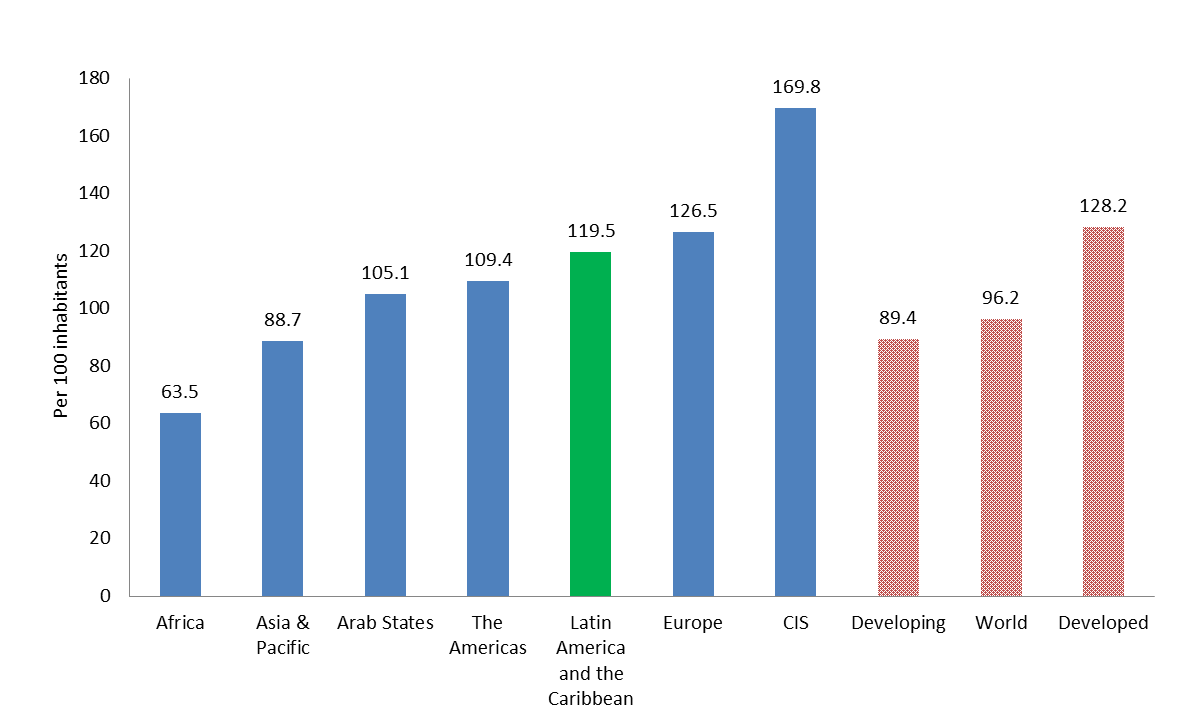 Per 100 inhabitants
180
160
140
120
100
80
60
40
20
0
63.5
88.7
105.1
109.4
119.5
126.5
169.8
89.4
96.2
128.2
Africa
Asia &
Pacific
Arab States
The
Americas
Latin
America
and the
Caribbean
Europe
CIS
Developing
World
Developed